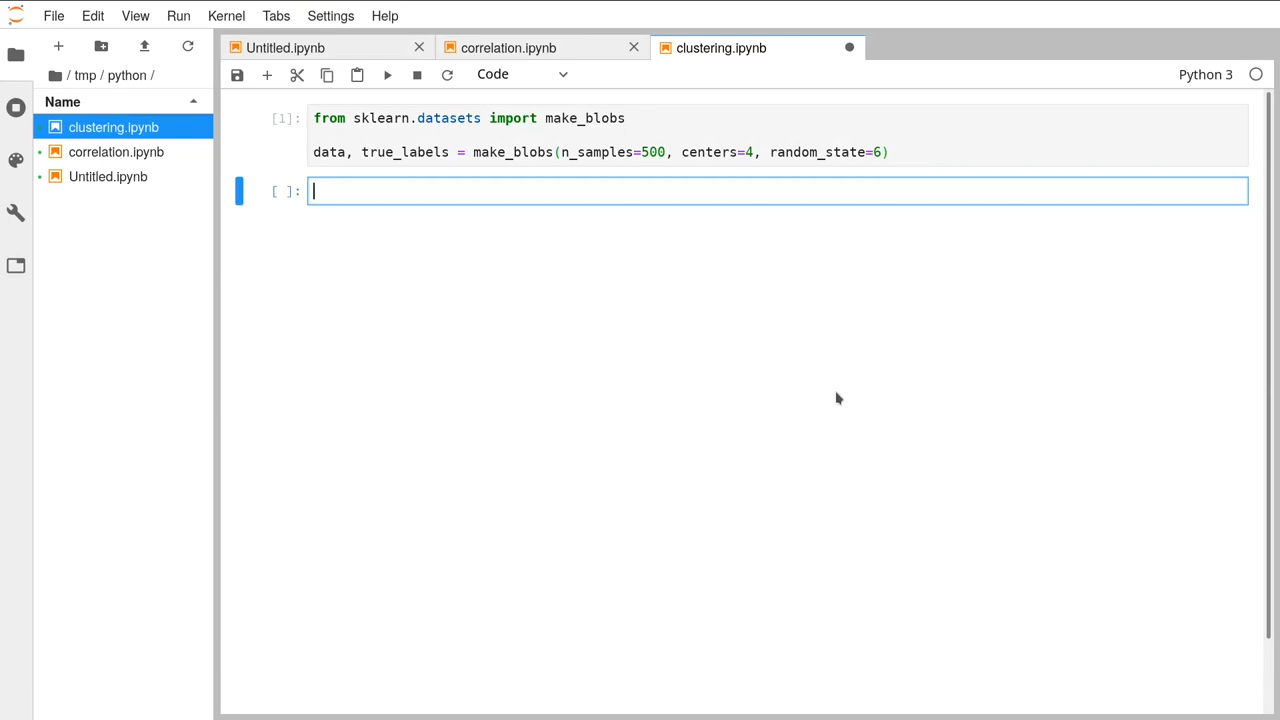 File Edit View Run Kernel Tabs Settings Help
Untitled.ipynb correlation.ipynb clustering.ipynb
Code Python 3
/ tmp / python /
Name
clustering.ipynb
correlation.ipynb
Untitled.ipynb
[1]: from sklearn.datasets import make_blobs
data, true_labels = make_blobs(n_samples=500, centers=4, random_state=6)
[ ]: